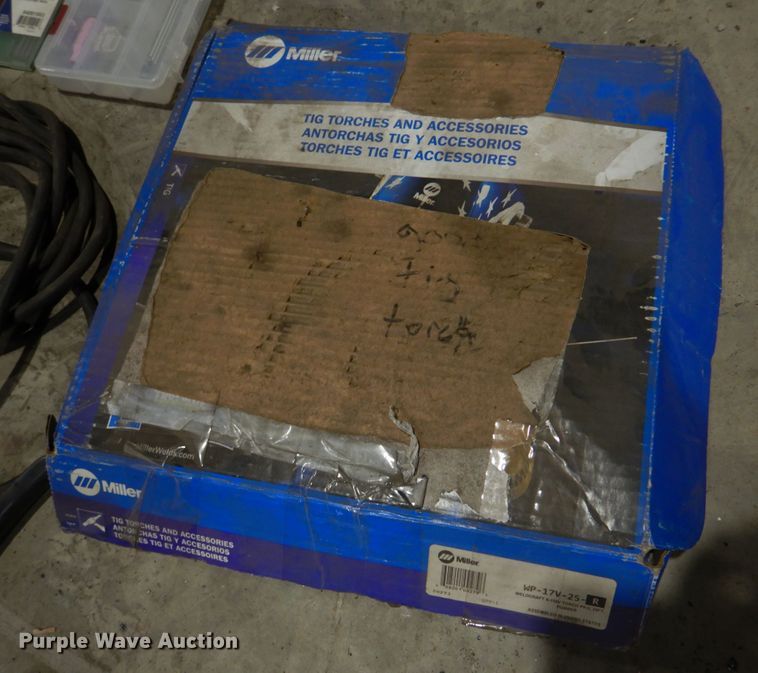 Miller
TIG TORCHES AND ACCESSORIES
ANTORCHAS TIG Y ACCESORIOS
TORCHES TIG ET ACCESSOIRES
TIG
Miller
Tig
torch
MillerWelds.com
Miller
TIG TORCHES AND ACCESSORIES
ANTORCHAS TIG Y ACCESORIOS
TORCHES TIG ET ACCESSOIRES
Miller
WP-17V-25-R
Purple Wave Auction